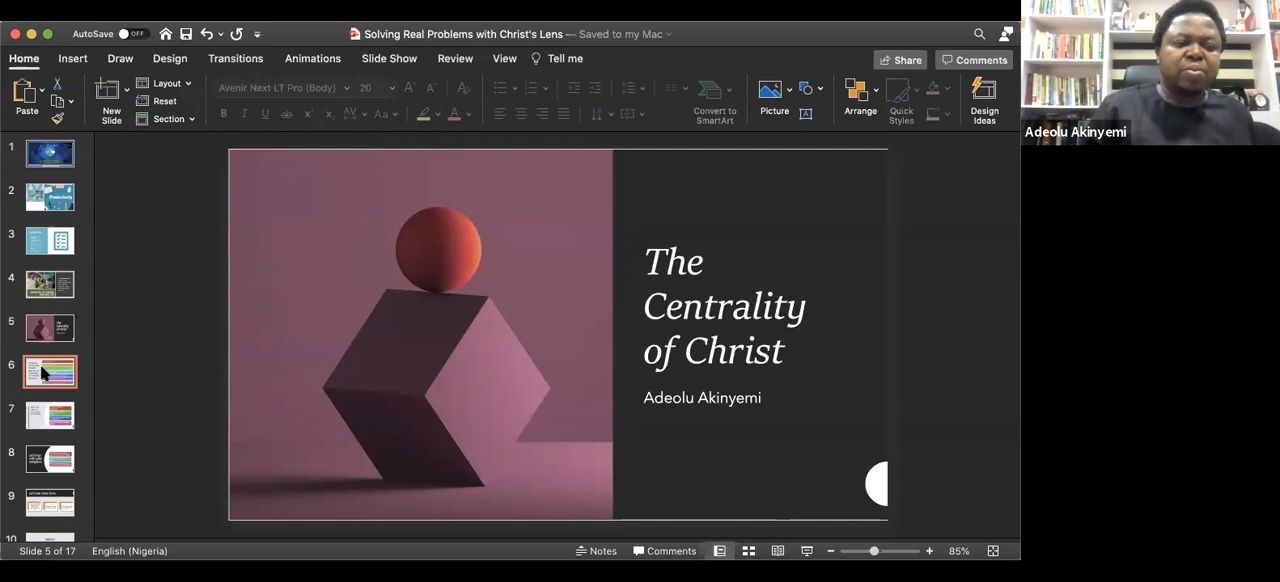 AutoSave OFF
Solving Real Problems with Christ's Lens — Saved to my Mac
Home Insert Draw Design Transitions Animations Slide Show Review View Tell me
Share Comments
Paste
New Slide
Layout
Reset
Section
Avenir Next LT Pro (Body) 20
Convert to SmartArt
Picture
Arrange
Quick Styles
Design Ideas
Adeolu Akinyemi
1
2
Productivity
3
4
5
6
7
8
9
10
The
Centrality
of Christ
Adeolu Akinyemi
Slide 5 of 17 English (Nigeria)
Notes Comments 85%